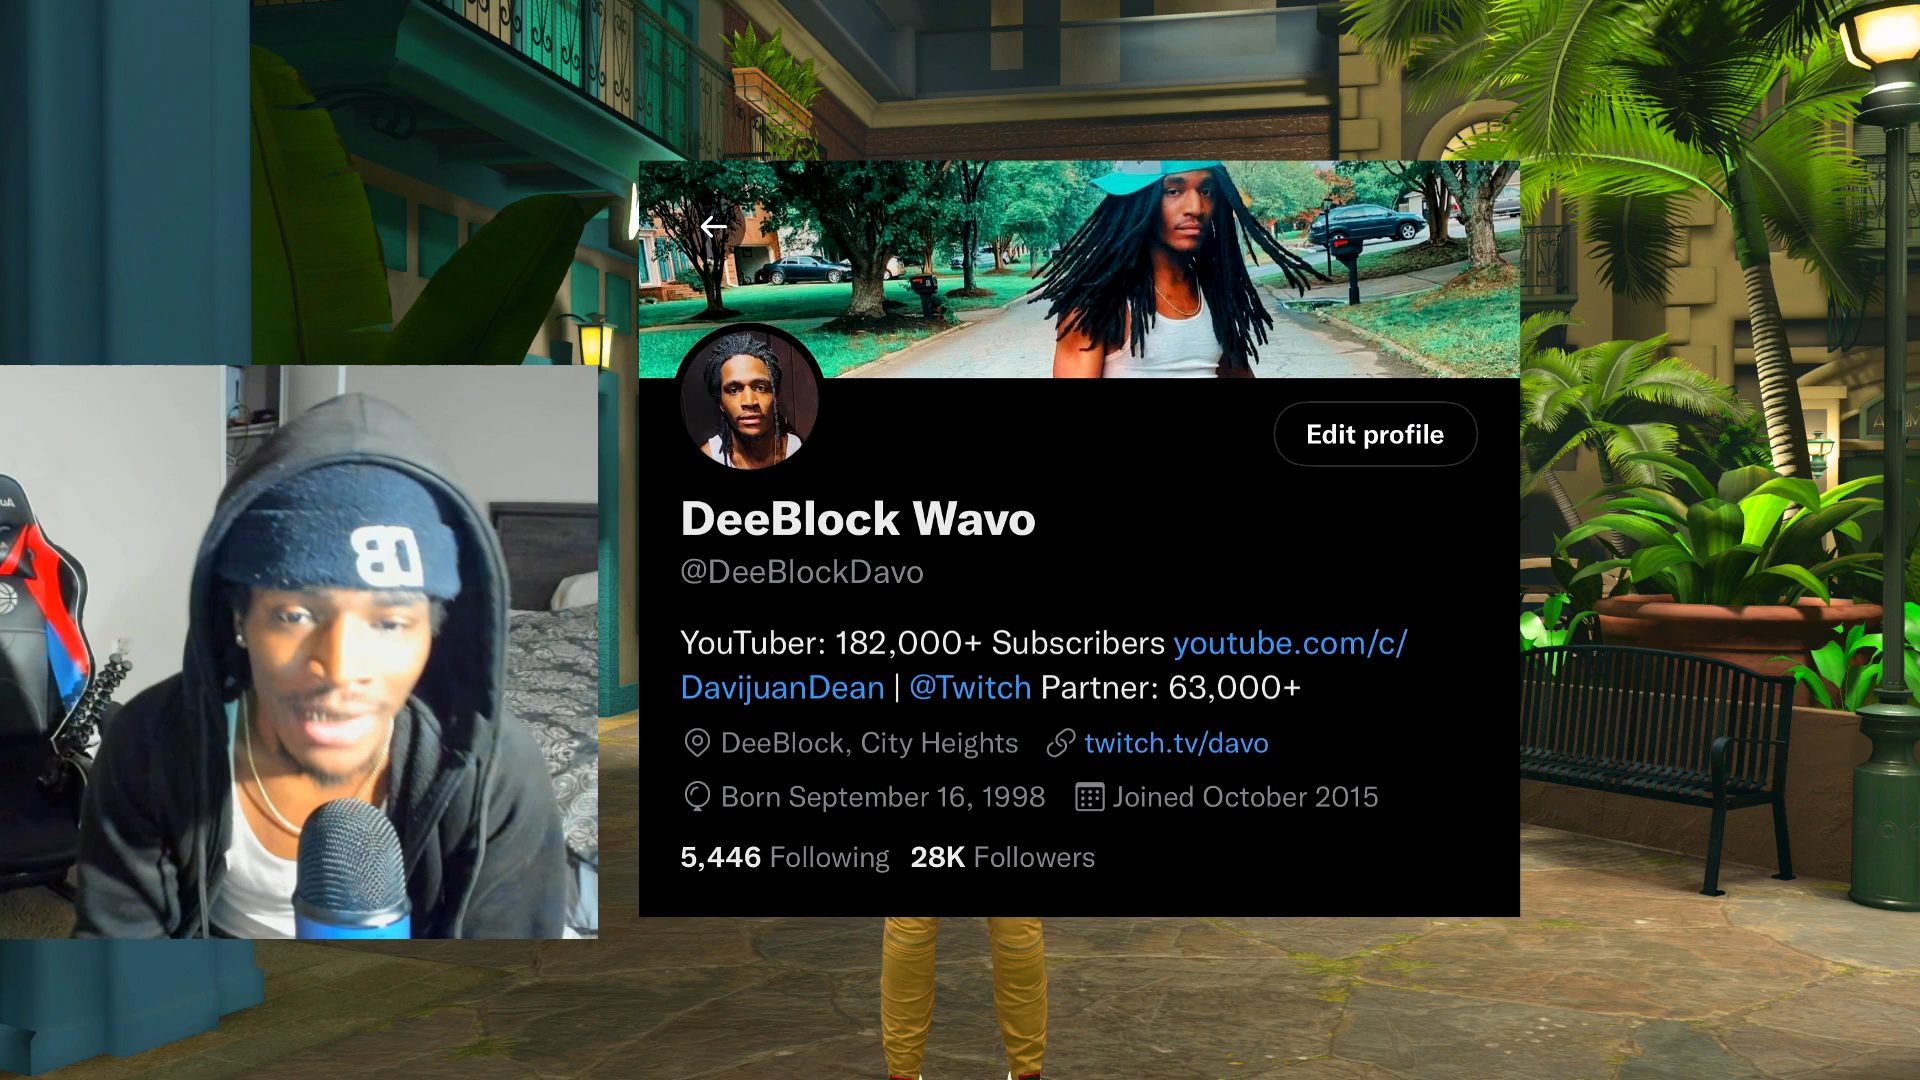 Edit profile
DeeBlock Wavo
@DeeBlockDavo
YouTuber: 182,000+ Subscribers youtube.com/c/
DavijuanDean | @Twitch Partner: 63,000+
DeeBlock, City Heights twitch.tv/davo
Born September 16, 1998 Joined October 2015
5,446 Following 28K Followers